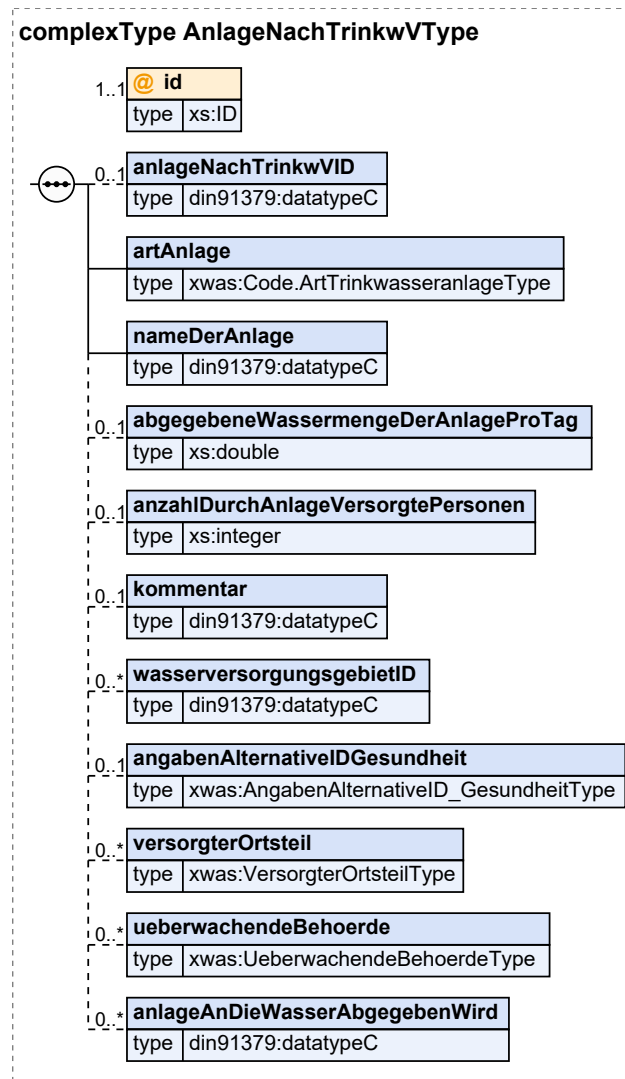 complexType AnlageNachTrinkwVType
1..1 @ id
type xs:ID
0..1 anlageNachTrinkwVID
type din91379:datatypeC
artAnlage
type xwas:Code.ArtTrinkwasseranlageType
nameDerAnlage
type din91379:datatypeC
0..1 abgegebeneWassermengeDerAnlageProTag
type xs:double
0..1 anzahlDurchAnlageVersorgtePersonen
type xs:integer
0..1 kommentar
type din91379:datatypeC
0..* wasserversorgungsgebietID
type din91379:datatypeC
0..1 angabenAlternativeIDGesundheit
type xwas:AngabenAlternativeID_GesundheitType
0..* versorgterOrtsteil
type xwas:VersorgterOrtsteilType
0..* ueberwachendeBehoerde
type xwas:UeberwachendeBehoerdeType
0..* anlageAnDieWasserAbgegebenWird
type din91379:datatypeC